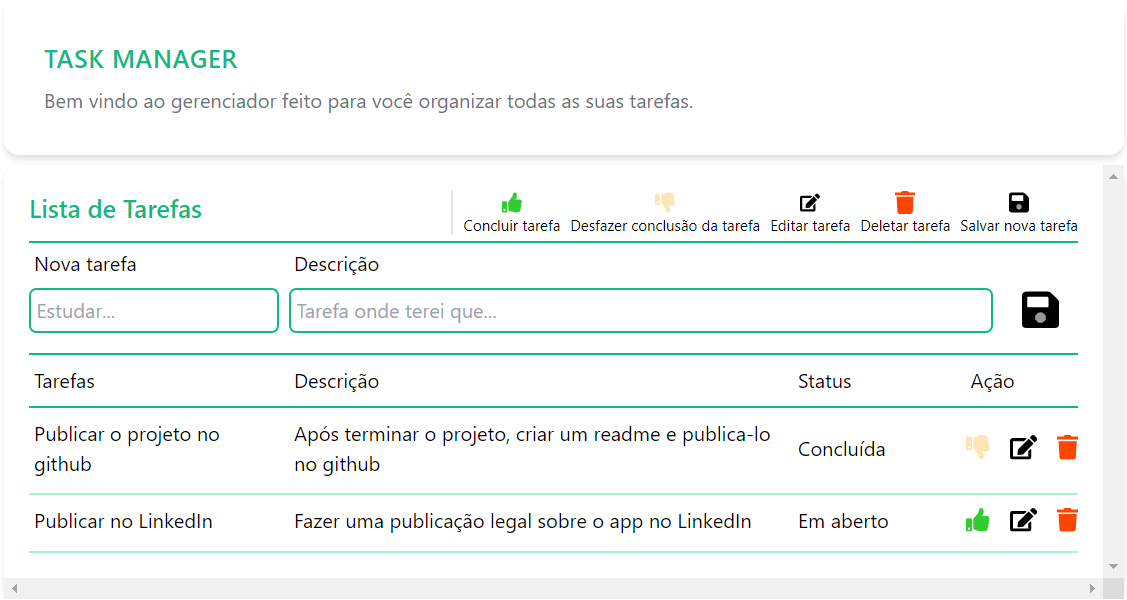 TASK MANAGER
Bem vindo ao gerenciador feito para você organizar todas as suas tarefas.
Lista de Tarefas
Concluir tarefa Desfazer conclusão da tarefa Editar tarefa Deletar tarefa Salvar nova tarefa
Nova tarefa Descrição
Estudar... Tarefa onde terei que...
Tarefas Descrição Status Ação
Publicar o projeto no github
Após terminar o projeto, criar um readme e publica-lo no github
Concluída
Publicar no LinkedIn Fazer uma publicação legal sobre o app no LinkedIn Em aberto